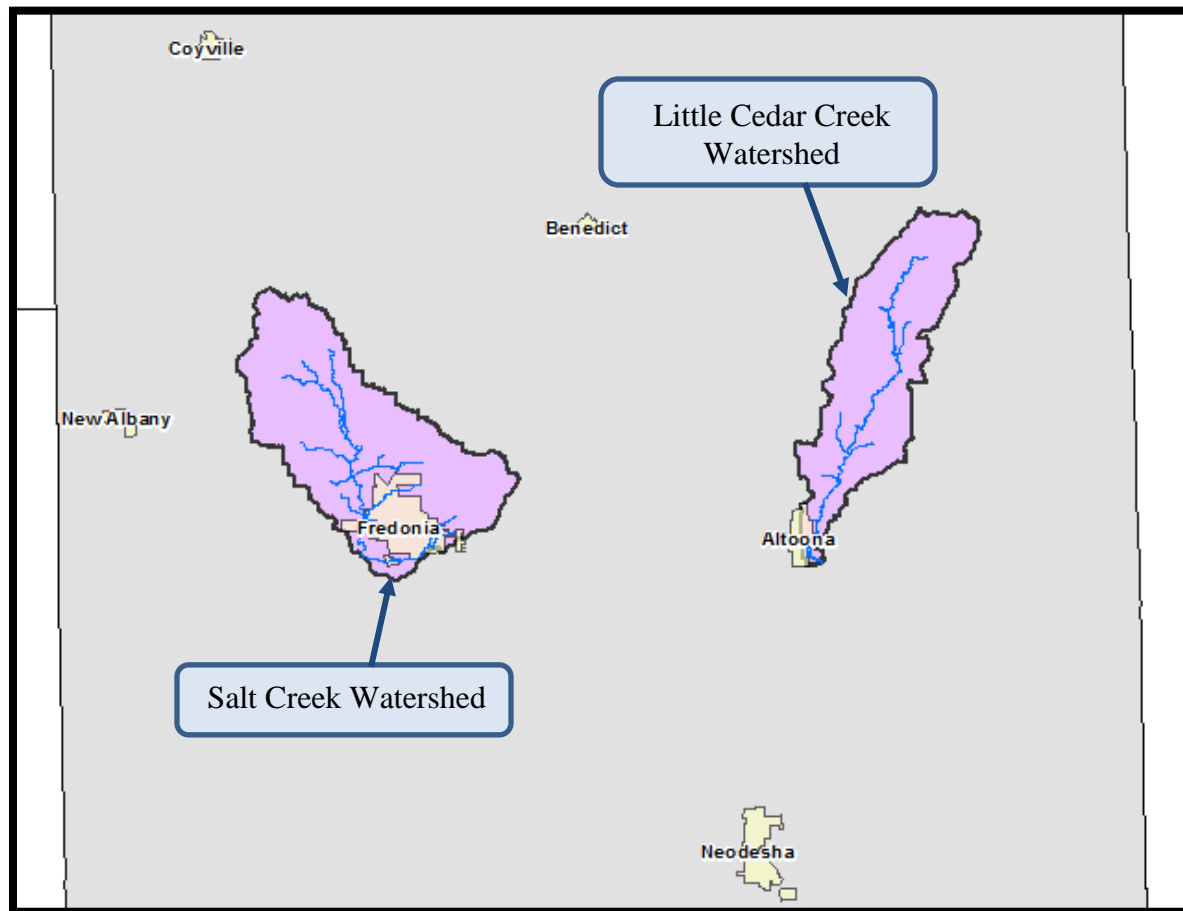 Coyville
Little Cedar Creek
Watershed
Benedict
New Albany
Fredonia
Altoona
Salt Creek Watershed
Neodesha